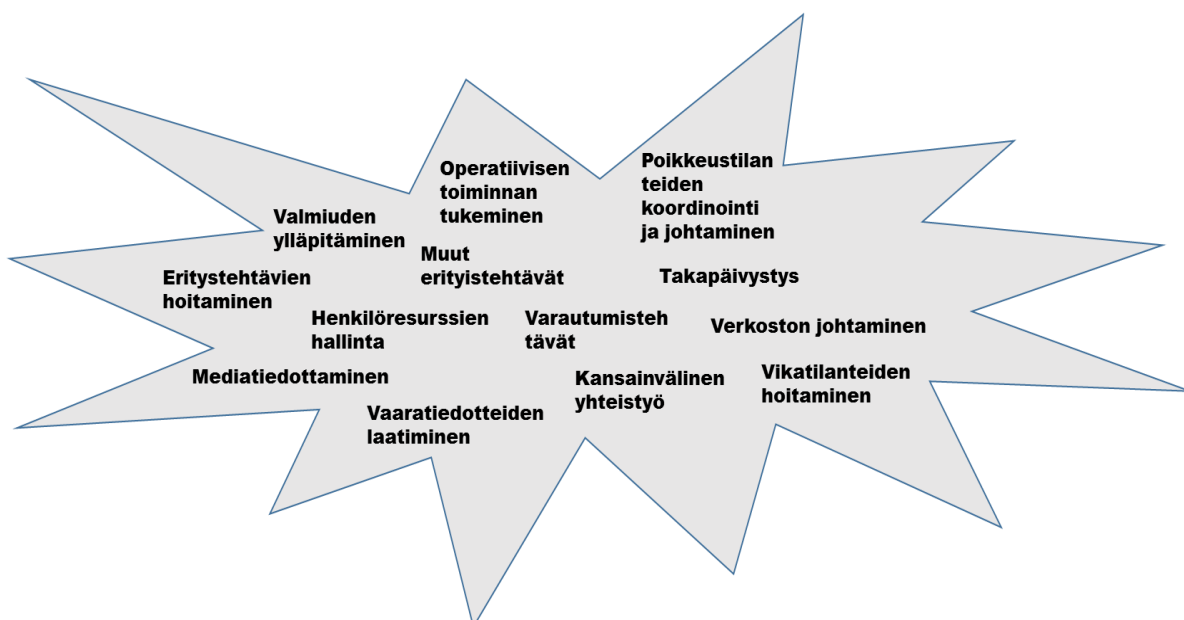 Operatiivisen
toiminnan
tukeminen
Poikkeustilan
teiden
koordinointi
ja johtaminen
Valmiuden
ylläpitäminen
Muut
erityistehtävät
Eritystehtävien
hoitaminen
Takapäivystys
Henkilöresurssien
hallinta
Varautumisteh
tävät
Verkoston johtaminen
Mediatiedottaminen
Kansainvälinen
yhteistyö
Vikatilanteiden
hoitaminen
Vaaratiedotteiden
laatiminen